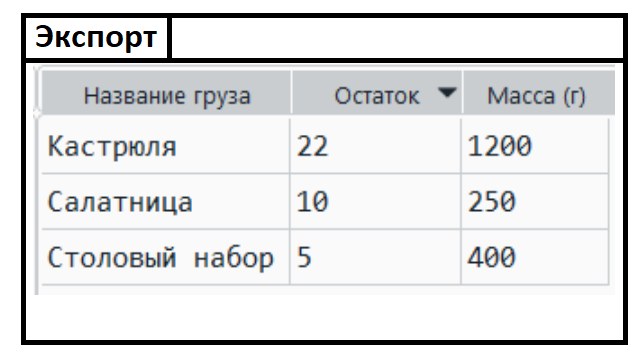 Экспорт
Название груза Остаток Масса (г)
Кастрюля 22 1200
Салатница 10 250
Столовый набор 5 400